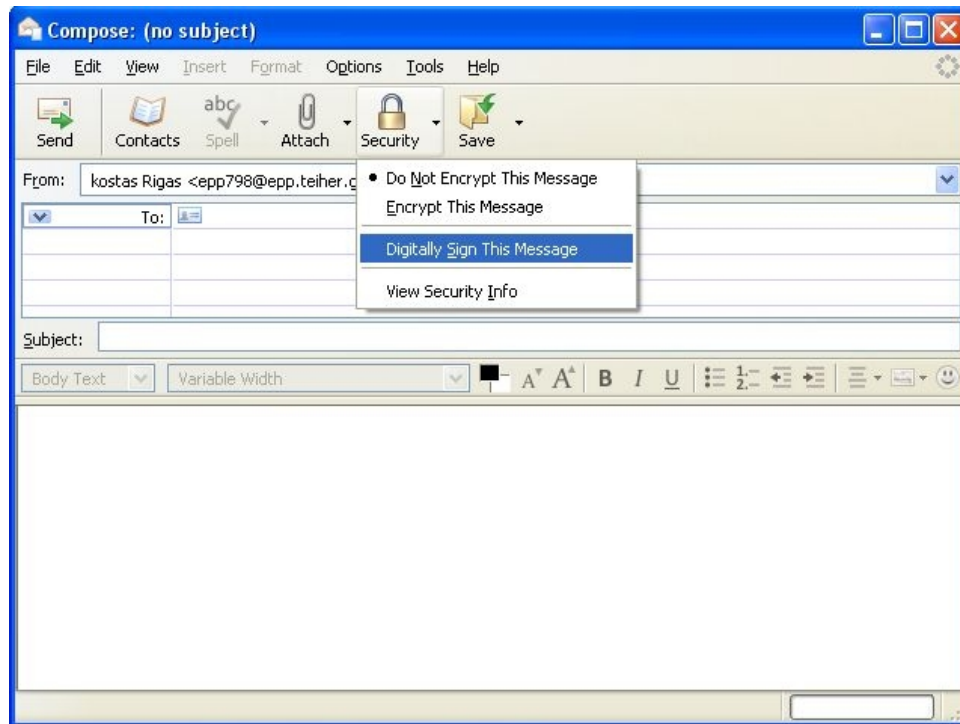 Compose: (no subject)
File Edit View Insert Format Options Tools Help
abc
Send Contacts Spell Attach Security Save
From: kostas Rigas <epp798@epp.teiher.g
Do Not Encrypt This Message
To:
Encrypt This Message
Digitally Sign This Message
View Security Info
Subject:
Body Text Variable Width A A B I U